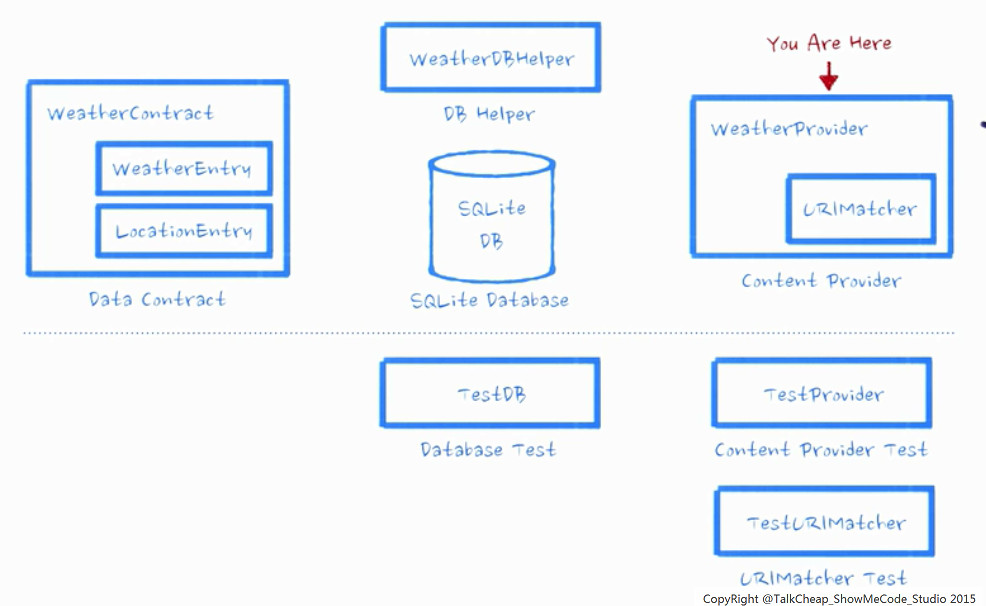 You Are Here
WeatherDBHelper
DB Helper
WeatherContract
WeatherEntry
LocationEntry
Data Contract
SQLite
DB
SQLite Database
WeatherProvider
URIMatcher
Content Provider
TestDB
Database Test
TestProvider
Content Provider Test
TestURIMatcher
URIMatcher Test
CopyRight @TalkCheap_ShowMeCode_Studio 2015